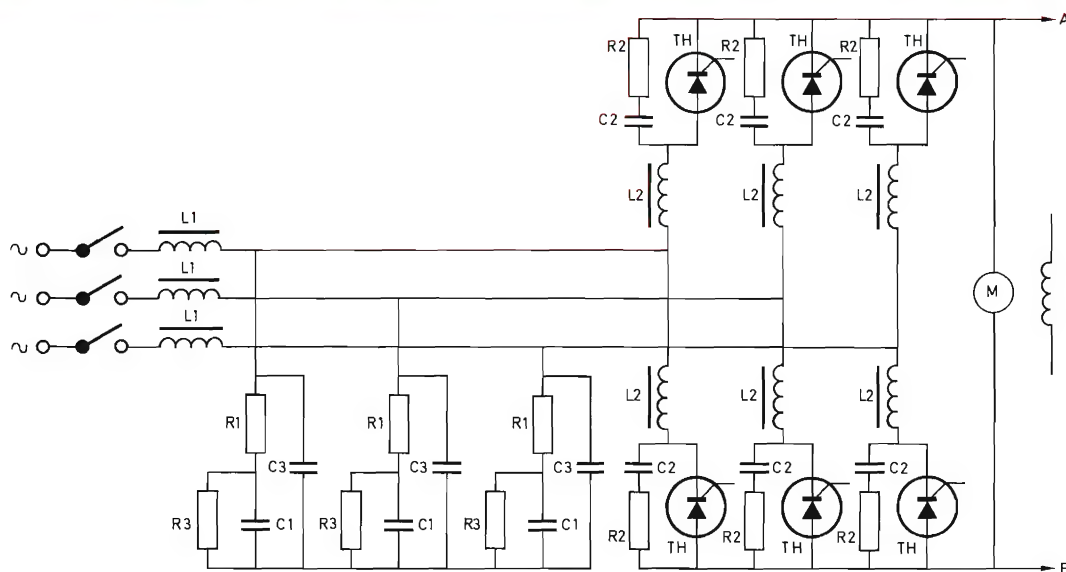 A
R2 TH R2 TH R2 TH
C2 C2 C2
L2 L2 L2
~ L1
~ L1
~ L1
M
L2 L2 L2
R1 R1 R1
C3 C3 C3
C2 C2 C2
R3 C1 R3 C1 R3 C1
R2 TH R2 TH R2 TH